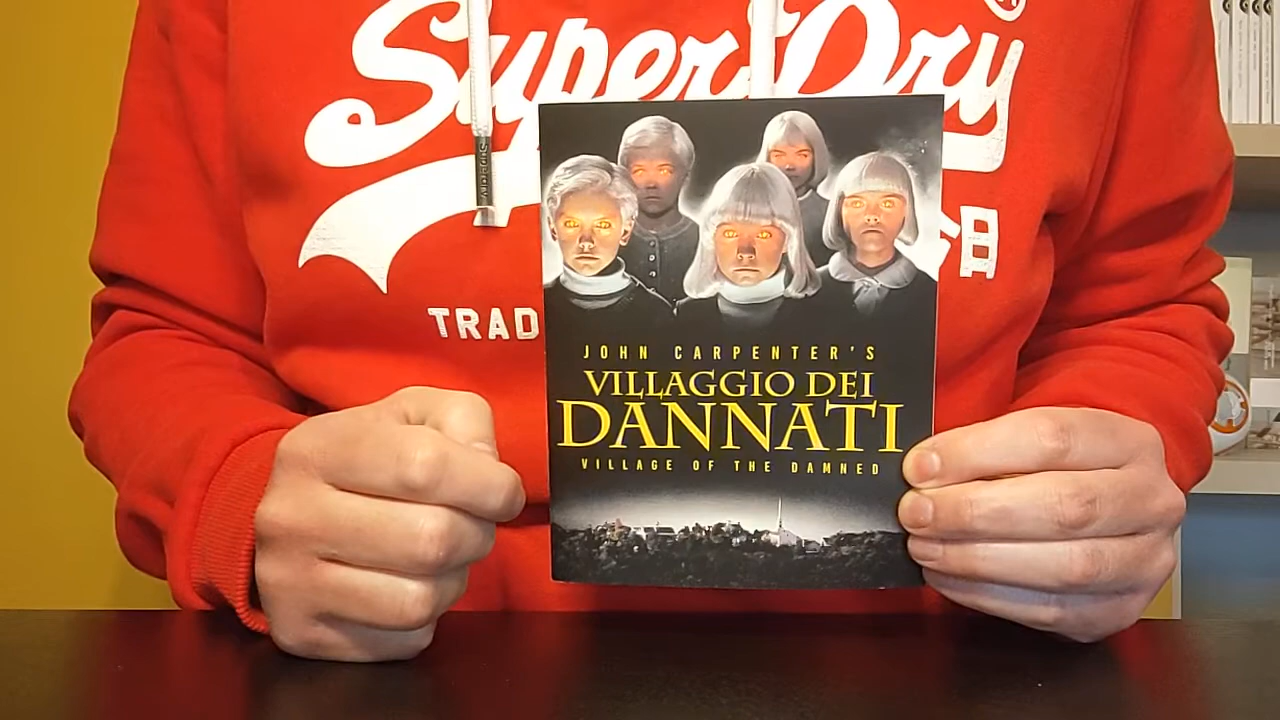 SuperDry
®
TRAD
JOHN CARPENTER'S
VILLAGGIO DEI
DANNATI
VILLAGE OF THE DAMNED